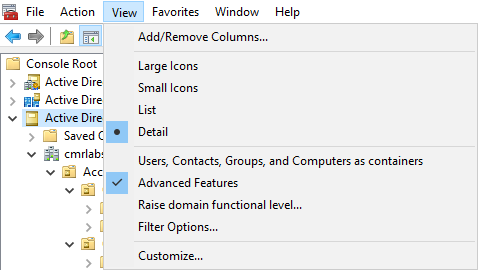 File Action View Favorites Window Help
Add/Remove Columns...
Large Icons
Small Icons
List
Detail
Users, Contacts, Groups, and Computers as containers
Advanced Features
Raise domain functional level...
Filter Options...
Customize...
Console Root
Active Dire
Active Dire
Active Dire
Saved
cmrlabs
Acc